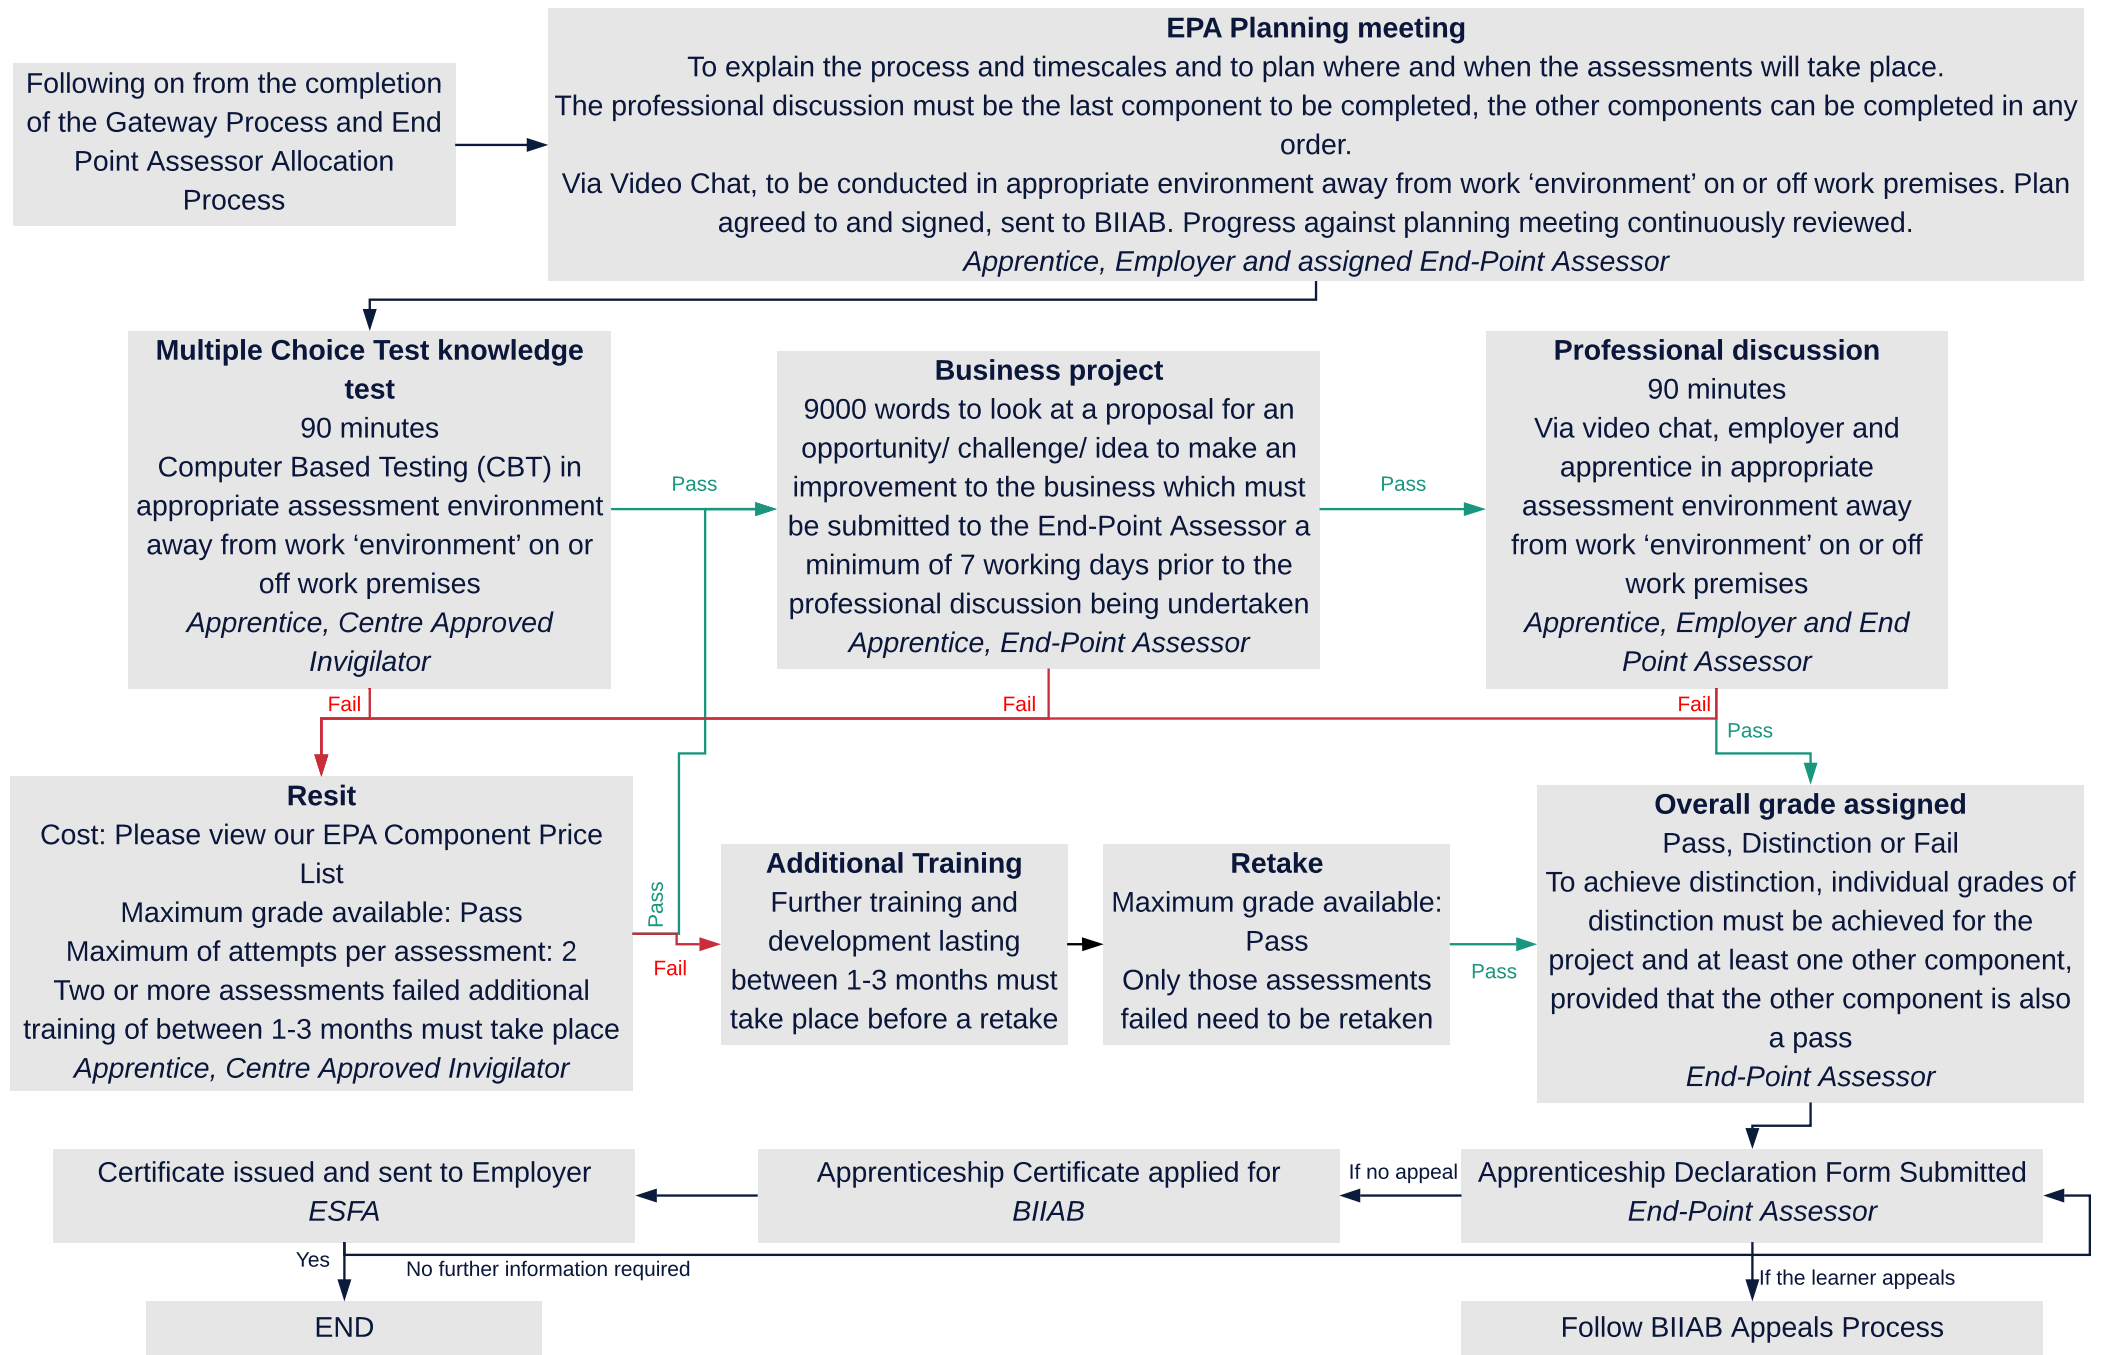 Following on from the completion
of the Gateway Process and End
Point Assessor Allocation
Process
EPA Planning meeting
To explain the process and timescales and to plan where and when the assessments will take place.
The professional discussion must be the last component to be completed, the other components can be completed in any
order.
Via Video Chat, to be conducted in appropriate environment away from work ‘environment’ on or off work premises. Plan
agreed to and signed, sent to BIIAB. Progress against planning meeting continuously reviewed.
Apprentice, Employer and assigned End-Point Assessor
Multiple Choice Test knowledge
test
90 minutes
Computer Based Testing (CBT) in
appropriate assessment environment
away from work ‘environment’ on or
off work premises
Apprentice, Centre Approved
Invigilator
Pass
Business project
9000 words to look at a proposal for an
opportunity/ challenge/ idea to make an
improvement to the business which must
be submitted to the End-Point Assessor a
minimum of 7 working days prior to the
professional discussion being undertaken
Apprentice, End-Point Assessor
Pass
Professional discussion
90 minutes
Via video chat, employer and
apprentice in appropriate
assessment environment away
from work ‘environment’ on or off
work premises
Apprentice, Employer and End
Point Assessor
Fail
Fail
Fail
Pass
Resit
Cost: Please view our EPA Component Price
List
Maximum grade available: Pass
Maximum of attempts per assessment: 2
Two or more assessments failed additional
training of between 1-3 months must take place
Apprentice, Centre Approved Invigilator
Pass
Fail
Additional Training
Further training and
development lasting
between 1-3 months must
take place before a retake
Retake
Maximum grade available:
Pass
Only those assessments
failed need to be retaken
Pass
Overall grade assigned
Pass, Distinction or Fail
To achieve distinction, individual grades of
distinction must be achieved for the
project and at least one other component,
provided that the other component is also
a pass
End-Point Assessor
Certificate issued and sent to Employer
ESFA
Apprenticeship Certificate applied for
BIIAB
If no appeal
Apprenticeship Declaration Form Submitted
End-Point Assessor
Yes
No further information required
If the learner appeals
END
Follow BIIAB Appeals Process